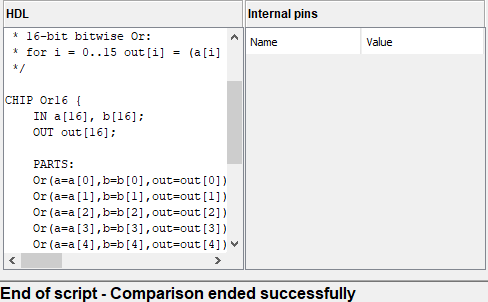 HDL
Internal pins
* 16-bit bitwise Or:
* for i = 0..15 out[i] = (a[i]
*/
CHIP Or16 {
IN a[16], b[16];
OUT out[16];
PARTS:
Or(a=a[0],b=b[0],out=out[0])
Or(a=a[1],b=b[1],out=out[1])
Or(a=a[2],b=b[2],out=out[2])
Or(a=a[3],b=b[3],out=out[3])
Or(a=a[4],b=b[4],out=out[4])
Name
Value
End of script - Comparison ended successfully